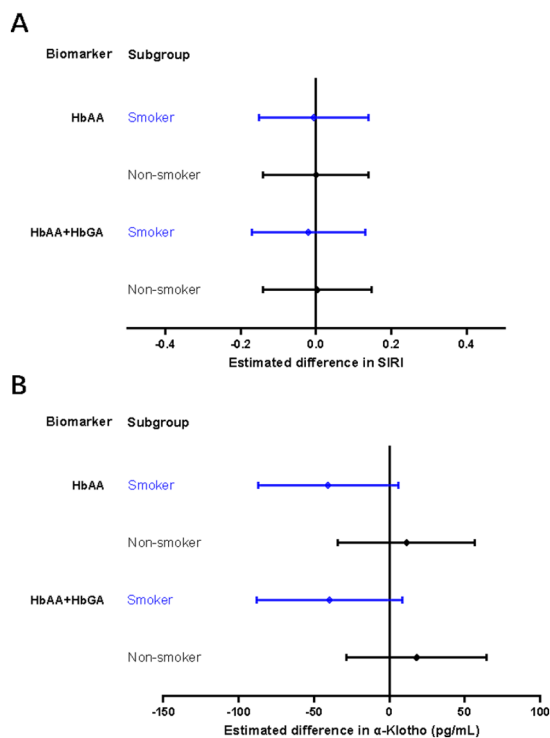 A
Biomarker Subgroup
HbAA Smoker
Non-smoker
HbAA+HbGA Smoker
Non-smoker
-0.4 -0.2 0.0 0.2 0.4
Estimated difference in SIRI
B
Biomarker Subgroup
HbAA Smoker
Non-smoker
HbAA+HbGA Smoker
Non-smoker
-150 -100 -50 0 50 100
Estimated difference in α-Klotho (pg/mL)